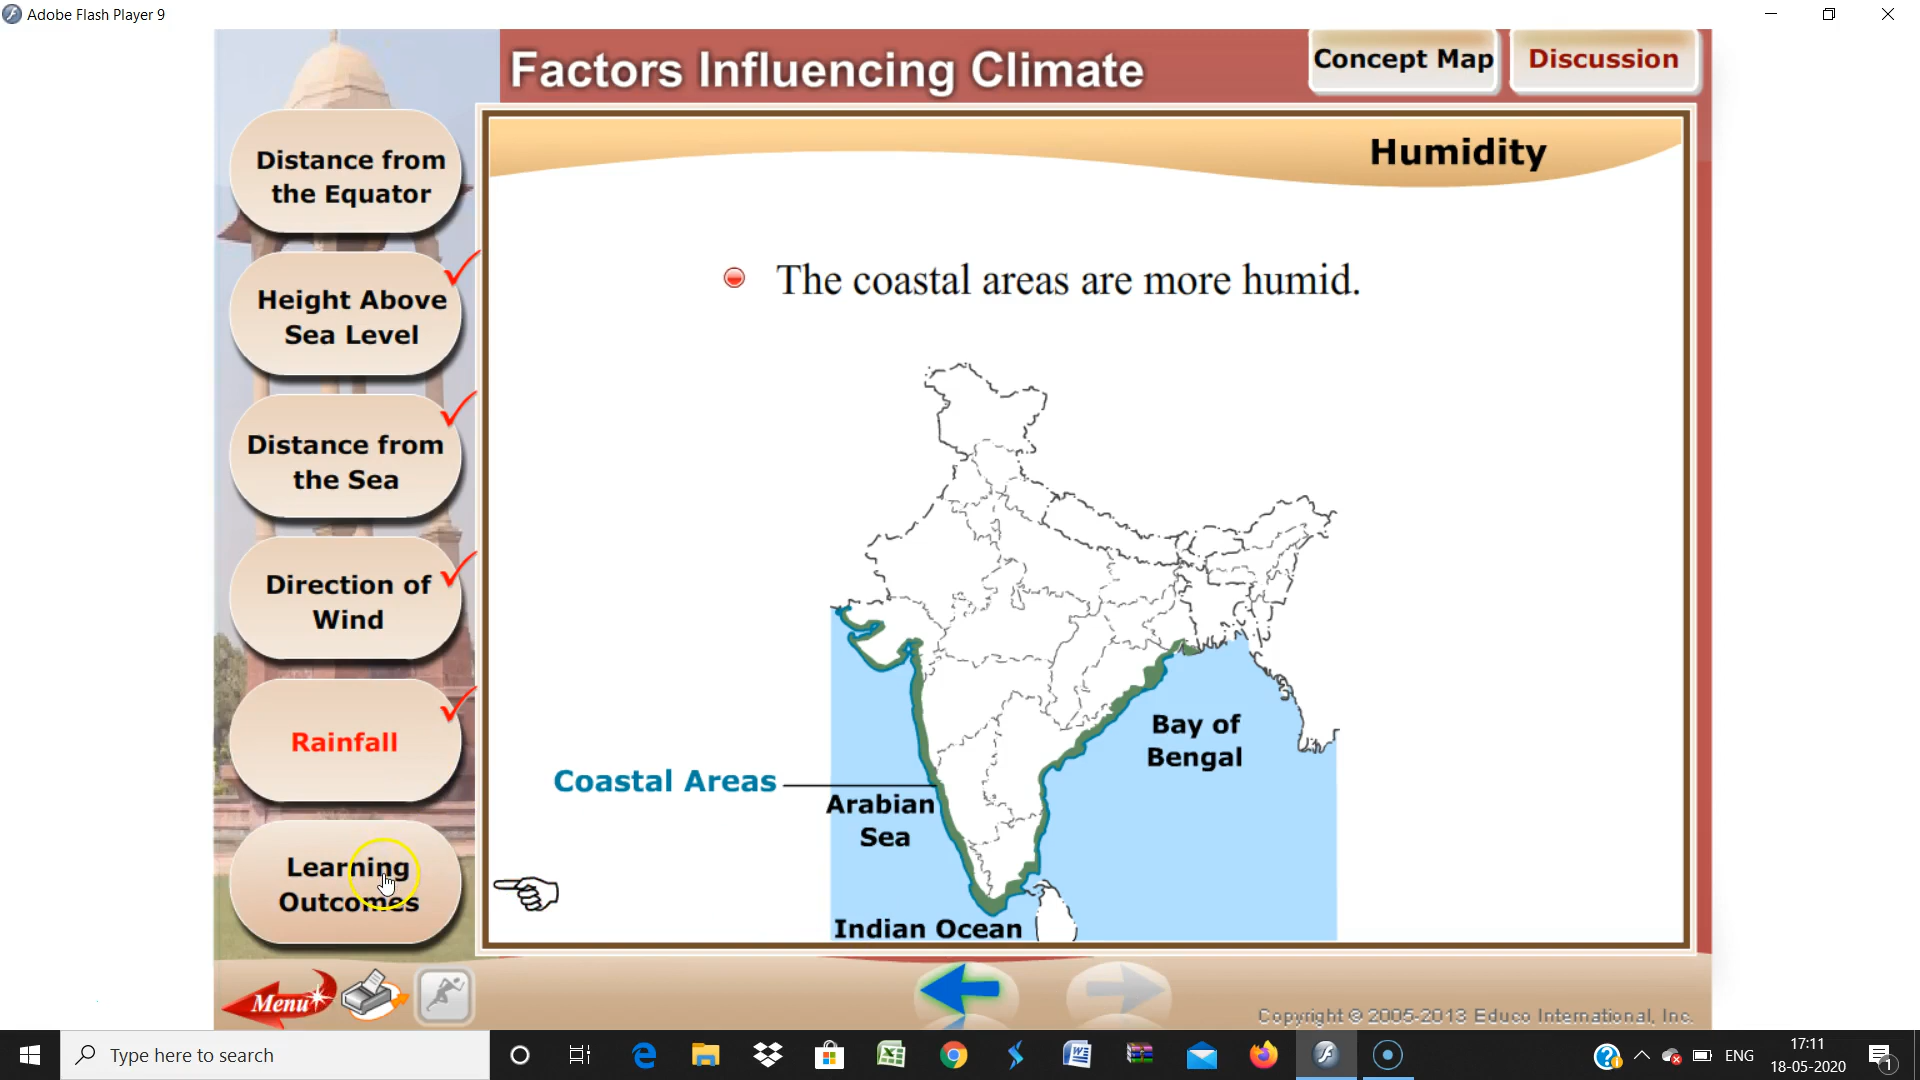 Adobe Flash Player 9
Factors Influencing Climate
Concept Map
Discussion
Distance from
the Equator
Height Above
Sea Level
Distance from
the Sea
Direction of
Wind
Rainfall
Learning
Outcomes
Humidity
The coastal areas are more humid.
Bay of
Bengal
Coastal Areas
Arabian
Sea
Indian Ocean
Menu
Copyright © 2005-2013 Educo International, Inc.
Type here to search
ENG
17:11
18-05-2020
1